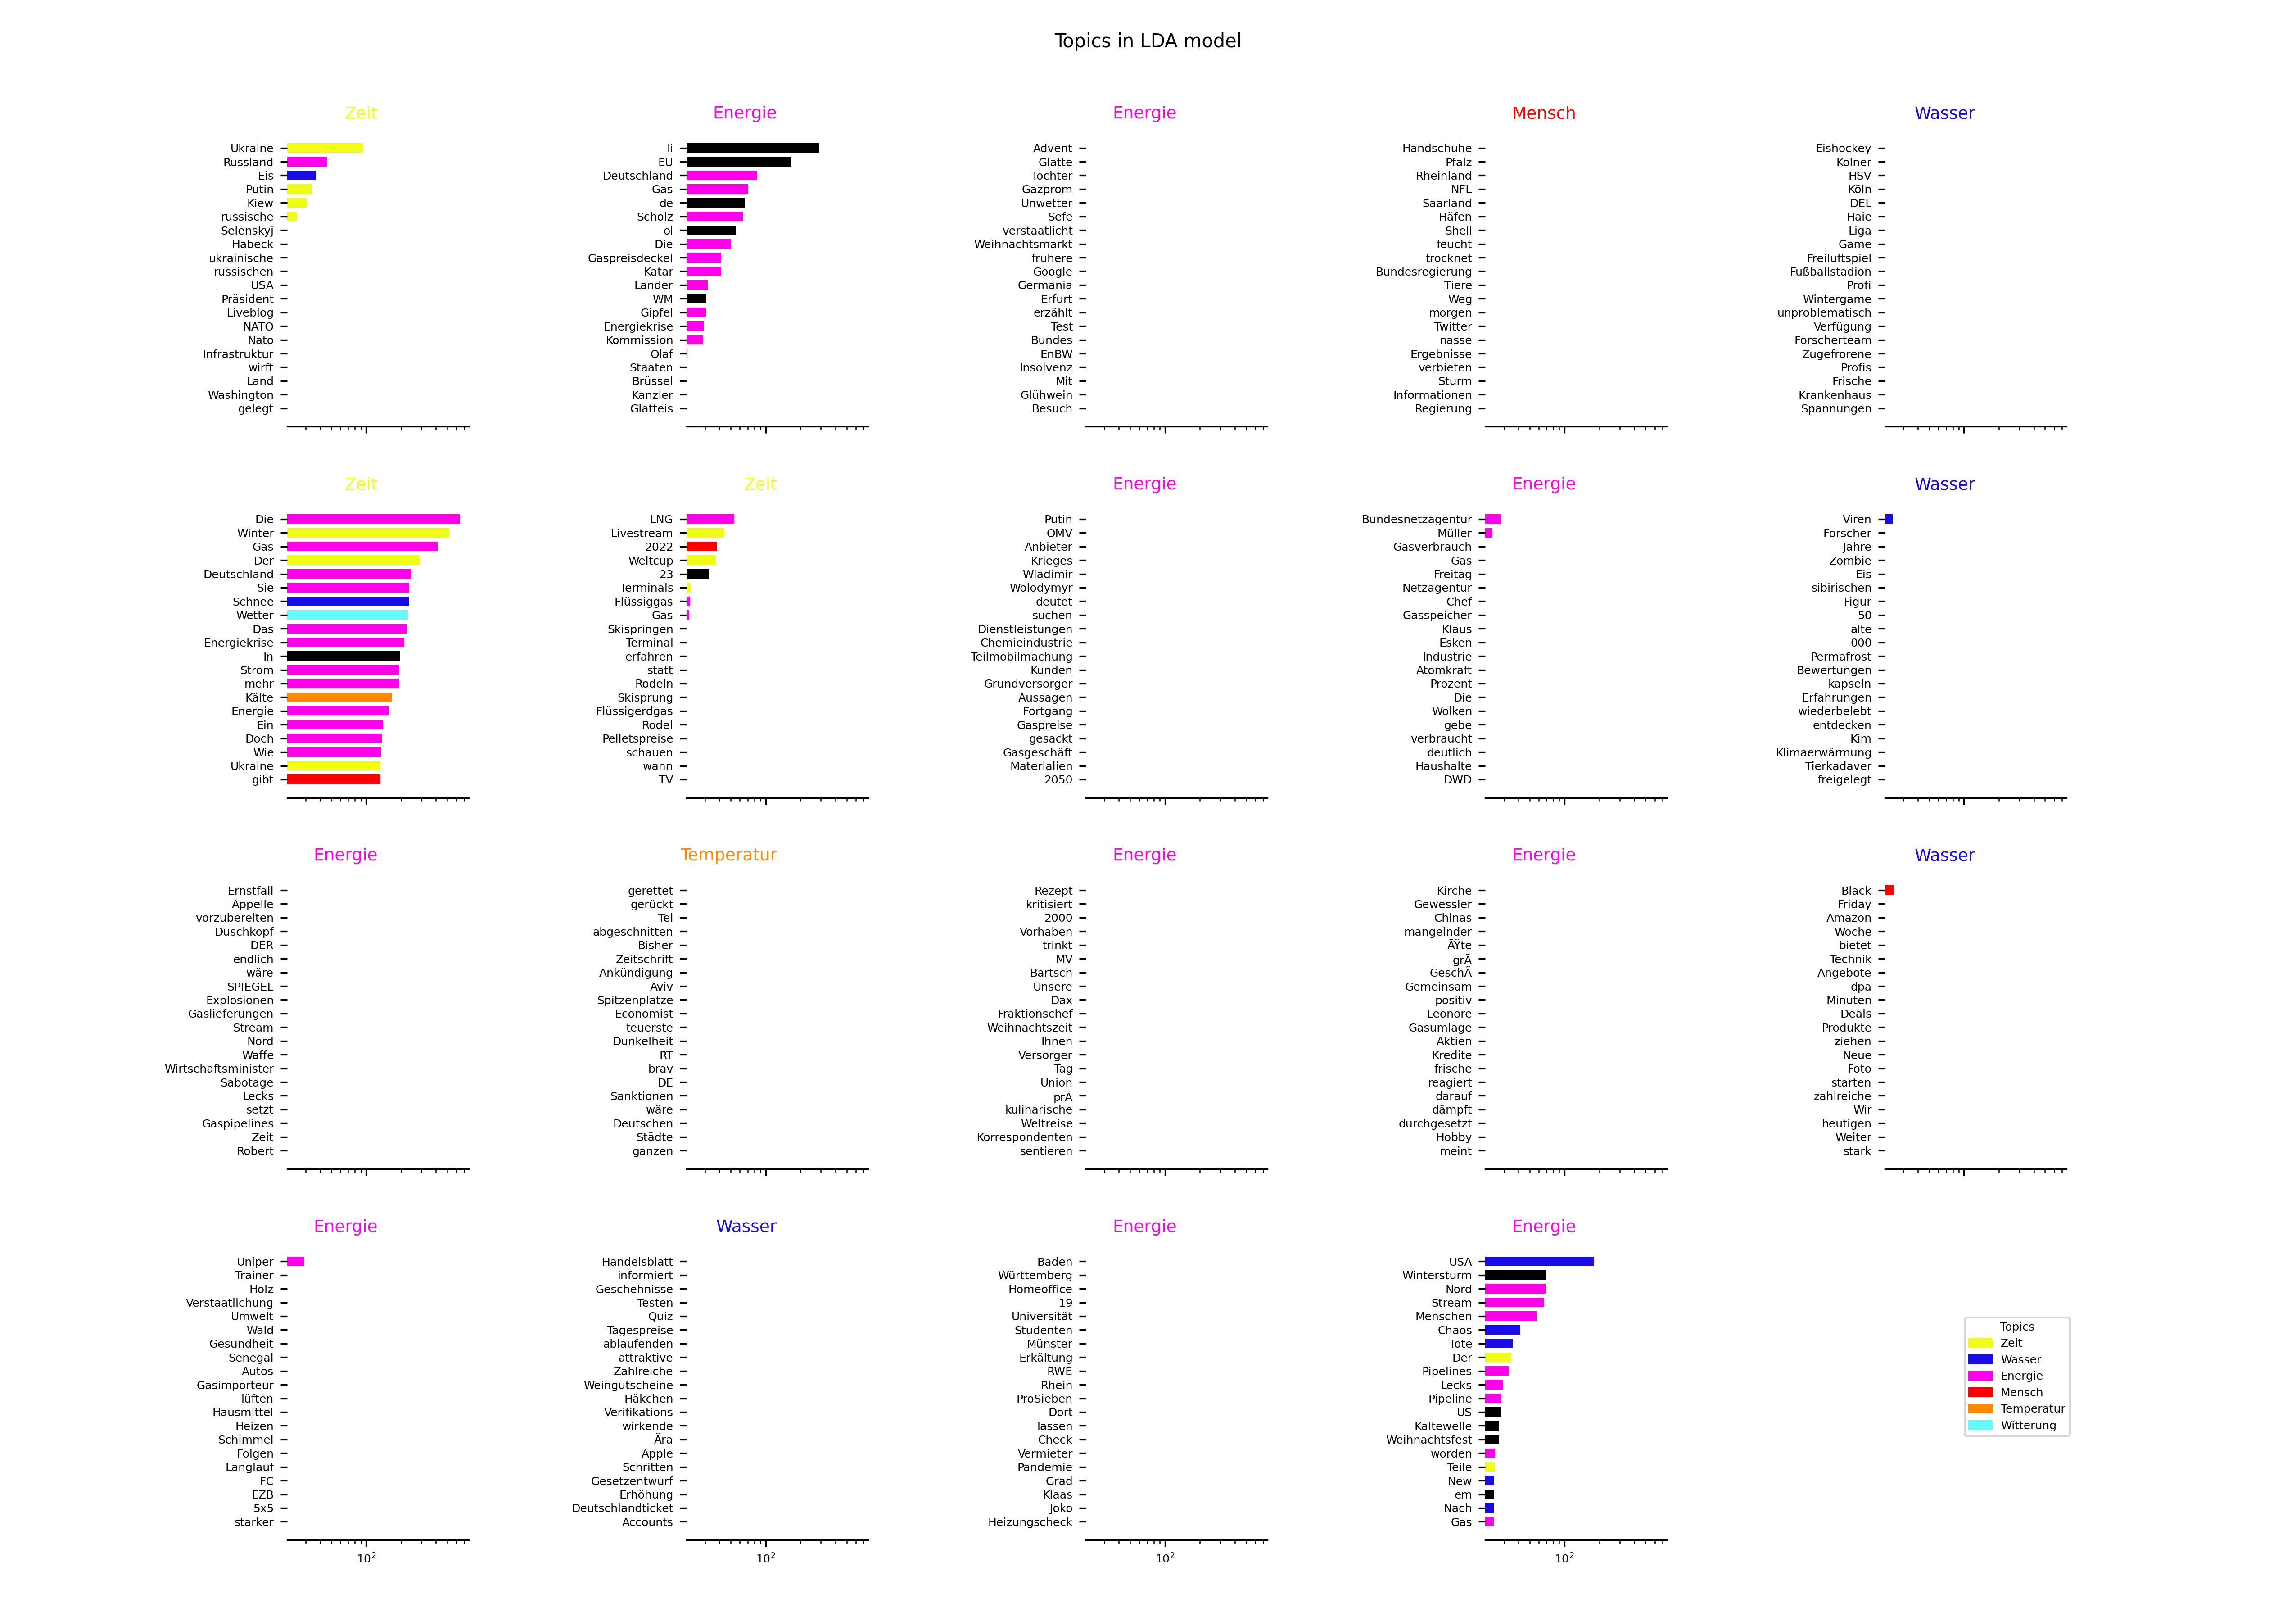 Topics in LDA model
Zeit
Ukraine
Russland
Eis
Putin
Kiew
russische
Selenskyj
Habeck
ukrainische
russischen
USA
Präsident
Liveblog
NATO
Nato
Infrastruktur
wirft
Land
Washington
gelegt
Energie
li
EU
Deutschland
Gas
de
Scholz
ol
Die
Gaspreisdeckel
Katar
Länder
WM
Gipfel
Energiekrise
Kommission
Olaf
Staaten
Brüssel
Kanzler
Glatteis
Energie
Advent
Glätte
Tochter
Gazprom
Unwetter
Sefe
verstaatlicht
Weihnachtsmarkt
frühere
Google
Germania
Erfurt
erzählt
Test
Bundes
EnBW
Insolvenz
Mit
Glühwein
Besuch
Mensch
Handschuhe
Pfalz
Rheinland
NFL
Saarland
Häfen
Shell
feucht
trocknet
Bundesregierung
Tiere
Weg
morgen
Twitter
nasse
Ergebnisse
verbieten
Sturm
Informationen
Regierung
Wasser
Eishockey
Kölner
HSV
Köln
DEL
Haie
Liga
Game
Freiluftspiel
Fußballstadion
Profi
Wintergame
unproblematisch
Verfügung
Forscherteam
Zugefrorene
Profis
Frische
Krankenhaus
Spannungen
Zeit
Die
Winter
Gas
Der
Deutschland
Sie
Schnee
Wetter
Das
Energiekrise
In
Strom
mehr
Kälte
Energie
Ein
Doch
Wie
Ukraine
gibt
Zeit
LNG
Livestream
2022
Weltcup
23
Terminals
Flüssiggas
Gas
Skispringen
Terminal
erfahren
statt
Rodeln
Skisprung
Flüssigerdgas
Rodel
Pelletspreise
schauen
wann
TV
Energie
Putin
OMV
Anbieter
Krieges
Wladimir
Wolodymyr
deutet
suchen
Dienstleistungen
Chemieindustrie
Teilmobilmachung
Kunden
Grundversorger
Aussagen
Fortgang
Gaspreise
gesackt
Gasgeschäft
Materialien
2050
Energie
Bundesnetzagentur
Müller
Gasverbrauch
Gas
Freitag
Netzagentur
Chef
Gasspeicher
Klaus
Esken
Industrie
Atomkraft
Prozent
Die
Wolken
gebe
verbraucht
deutlich
Haushalte
DWD
Wasser
Viren
Forscher
Jahre
Zombie
Eis
sibirischen
Figur
50
alte
000
Permafrost
Bewertungen
kapseln
Erfahrungen
wiederbelebt
entdecken
Kim
Klimaerwärmung
Tierkadaver
freigelegt
Energie
Ernstfall
Appelle
vorzubereiten
Duschkopf
DER
endlich
wäre
SPIEGEL
Explosionen
Gaslieferungen
Stream
Nord
Waffe
Wirtschaftsminister
Sabotage
Lecks
setzt
Gaspipelines
Zeit
Robert
Temperatur
gerettet
gerückt
Tel
abgeschnitten
Bisher
Zeitschrift
Ankündigung
Aviv
Spitzenplätze
Economist
teuerste
Dunkelheit
RT
brav
DE
Sanktionen
wäre
Deutschen
Städte
ganzen
Energie
Rezept
kritisiert
2000
Vorhaben
trinkt
MV
Bartsch
Unsere
Dax
Fraktionschef
Weihnachtszeit
Ihnen
Versorger
Tag
Union
prÃ
kulinarische
Weltreise
Korrespondenten
sentieren
Energie
Kirche
Gewessler
Chinas
mangelnder
ÃŸte
grÃ
GeschÃ
Gemeinsam
positiv
Leonore
Gasumlage
Aktien
Kredite
frische
reagiert
darauf
dämpft
durchgesetzt
Hobby
meint
Wasser
Black
Friday
Amazon
Woche
bietet
Technik
Angebote
dpa
Minuten
Deals
Produkte
ziehen
Neue
Foto
starten
zahlreiche
Wir
heutigen
Weiter
stark
Energie
Uniper
Trainer
Holz
Verstaatlichung
Umwelt
Wald
Gesundheit
Senegal
Autos
Gasimporteur
lüften
Hausmittel
Heizen
Schimmel
Folgen
Langlauf
FC
EZB
5x5
starker
10²
Wasser
Handelsblatt
informiert
Geschehnisse
Testen
Quiz
Tagespreise
ablaufenden
attraktive
Zahlreiche
Weingutscheine
Häkchen
Verifikations
wirkende
Ära
Apple
Schritten
Gesetzentwurf
Erhöhung
Deutschlandticket
Accounts
10²
Energie
Baden
Württemberg
Homeoffice
19
Universität
Studenten
Münster
Erkältung
RWE
Rhein
ProSieben
Dort
lassen
Check
Vermieter
Pandemie
Grad
Klaas
Joko
Heizungscheck
10²
Energie
USA
Wintersturm
Nord
Stream
Menschen
Chaos
Tote
Der
Pipelines
Lecks
Pipeline
US
Kältewelle
Weihnachtsfest
worden
Teile
New
em
Nach
Gas
10²
Topics
Zeit
Wasser
Energie
Mensch
Temperatur
Witterung